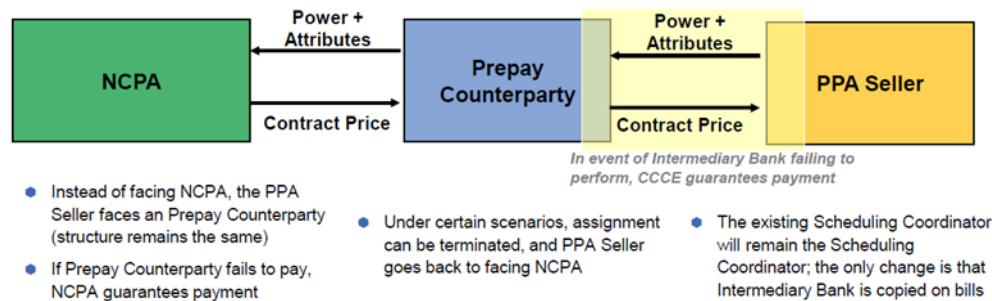 Power +
Attributes
Power +
Attributes
NCPA
Prepay
Counterparty
PPA Seller
Contract Price
Contract Price
In event of Intermediary Bank failing to
perform, CCCE guarantees payment
Instead of facing NCPA, the PPA
Seller faces an Prepay Counterparty
(structure remains the same)
If Prepay Counterparty fails to pay,
NCPA guarantees payment
Under certain scenarios, assignment
can be terminated, and PPA Seller
goes back to facing NCPA
The existing Scheduling Coordinator
will remain the Scheduling
Coordinator; the only change is that
Intermediary Bank is copied on bills